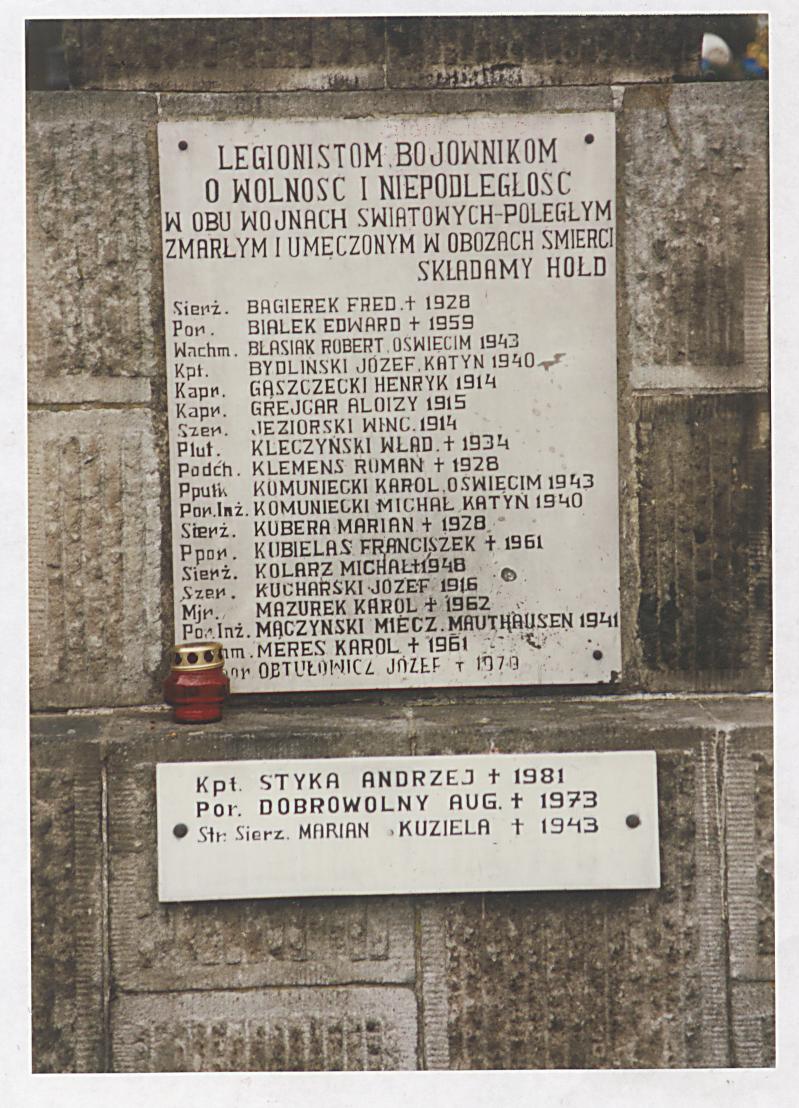 LEGIONISTOM, BOJOWNIKOM
O WOLNOSC I NIEPODLEGŁOSC
W OBU WOJNACH SWIATOWYCH-POLEGŁYM
ZMARŁYM I UMĘCZONYM W OBOZACH SMIERCI
SKŁADAMY HOŁD
Sierż. BAGIEREK FRED.† 1928
Por. BIALEK EDWARD † 1959
Wachm. BLASIAK ROBERT, OSWIECIM 1943
Kpt. BYDLINSKI JÓZEF, KATYN 1940
Kapr. GĄSZCZECKI HENRYK 1914
Kapr. GREJCAR ALOIZY 1915
Szer. JEZIORSKI WINC. 1914
Plut. KLECZYŃSKI WŁAD. † 1934
Podch. KLEMENS ROMAN † 1928
Ppułk KOMUNIECKI KAROL, OSWIĘCIM 1943
Por. Inż. KOMUNIECKI MICHAŁ KATYŃ 1940
Sierż. KUBERA MARIAN † 1928
Ppor. KUBIELAS FRANCISZEK † 1961
Sierż. KOLARZ MICHAŁ † 1948
Szer. KUCHARSKI JÓZEF 1916
Mjr. MAZUREK KAROL † 1962
Por. Inż. MĄCZYŃSKI MIECZ. MAUTHAUSEN 1941
MERES KAROL † 1961
OBTUŁOWICZ JÓZEF † 1970
Kpt. STYKA ANDRZEJ † 1981
Por. DOBROWOLNY AUG. † 1973
Str. Sierz. MARIAN KUZIELA † 1943